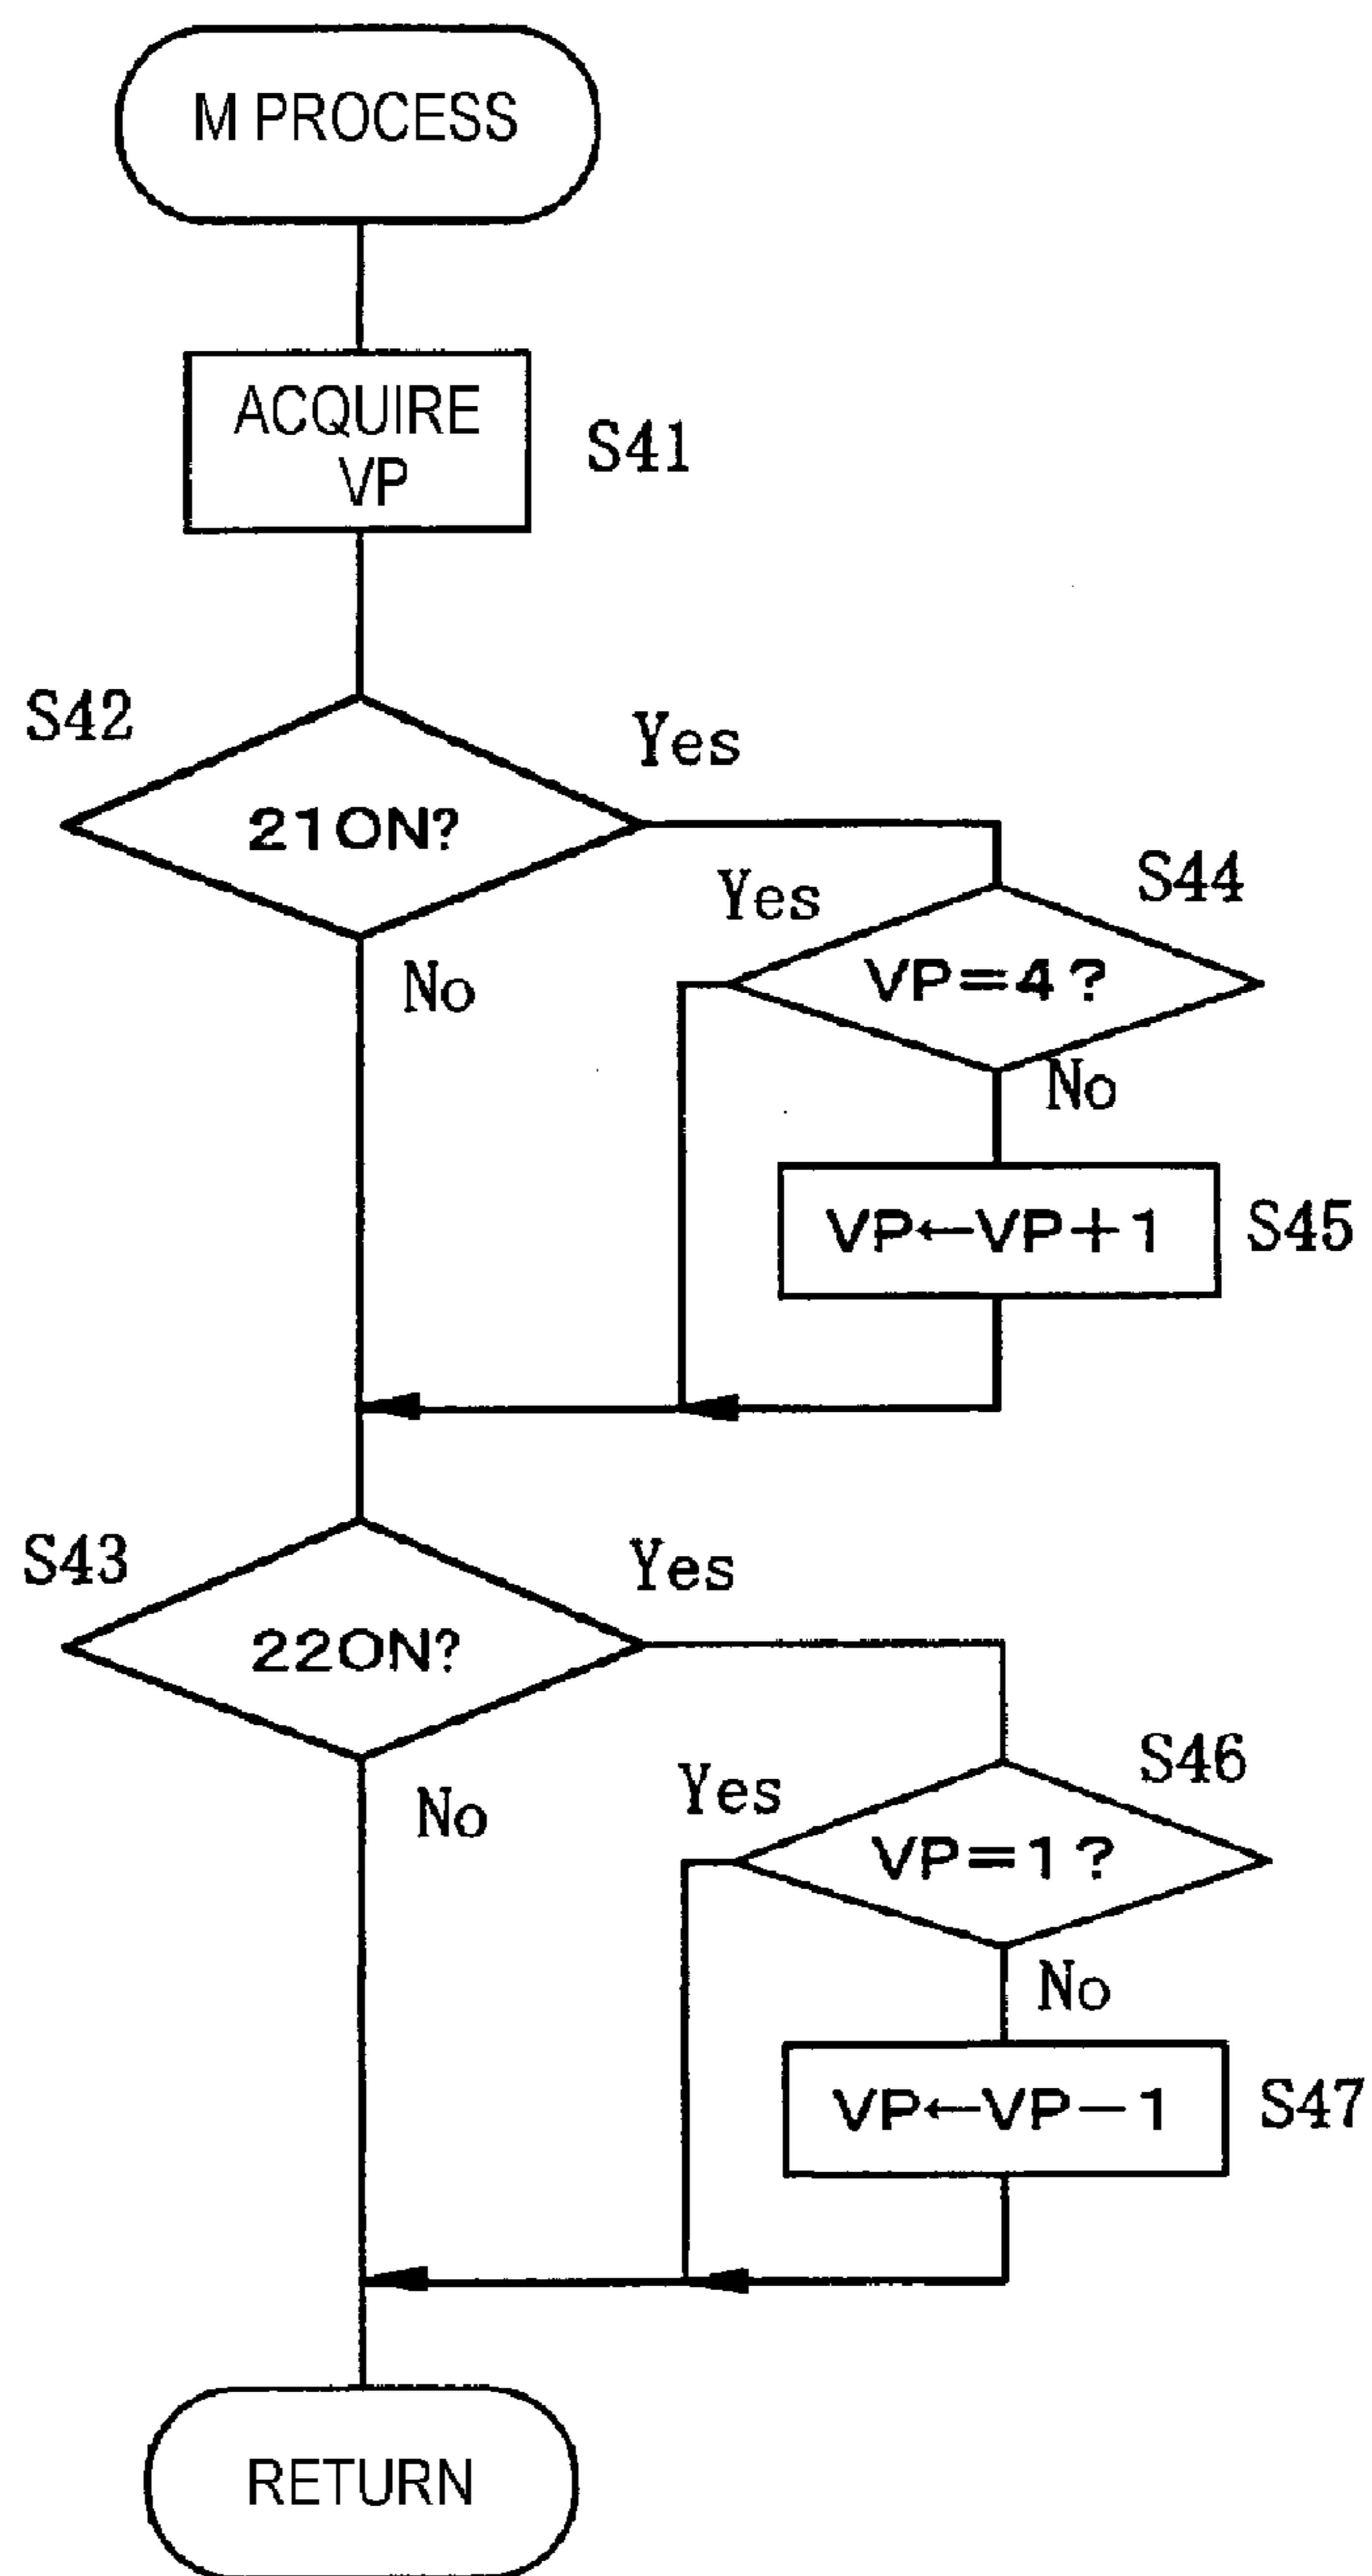 M PROCESS
ACQUIRE
VP
S41
S42
21ON?
Yes
No
S44
Yes
VP=4?
No
VP←VP+1
S45
S43
22ON?
Yes
No
S46
Yes
VP=1?
No
VP←VP−1
S47
RETURN